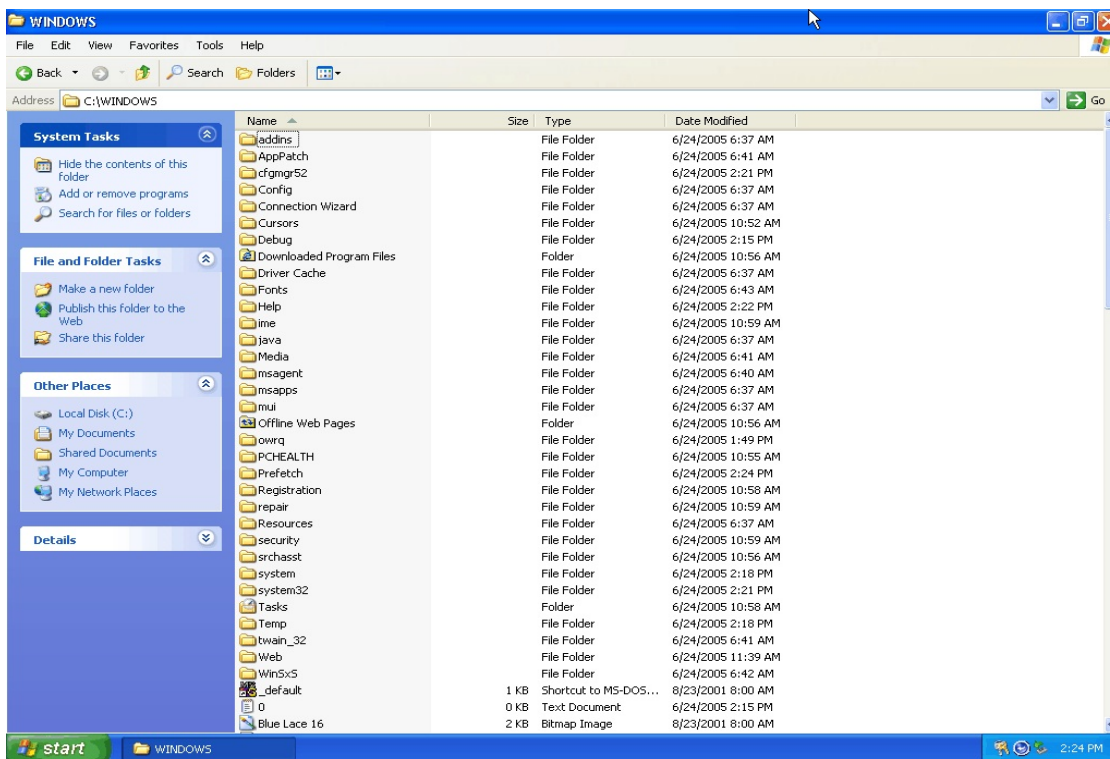 WINDOWS
File Edit View Favorites Tools Help
Back Search Folders
Address C:\WINDOWS Go
System Tasks
Hide the contents of this
folder
Add or remove programs
Search for files or folders
File and Folder Tasks
Make a new folder
Publish this folder to the
Web
Share this folder
Other Places
Local Disk (C:)
My Documents
Shared Documents
My Computer
My Network Places
Details
Name Size Type Date Modified
addins File Folder 6/24/2005 6:37 AM
AppPatch File Folder 6/24/2005 6:41 AM
cfgmgr52 File Folder 6/24/2005 2:21 PM
Config File Folder 6/24/2005 6:37 AM
Connection Wizard File Folder 6/24/2005 6:37 AM
Cursors File Folder 6/24/2005 10:52 AM
Debug File Folder 6/24/2005 2:15 PM
Downloaded Program Files Folder 6/24/2005 10:56 AM
Driver Cache File Folder 6/24/2005 6:37 AM
Fonts File Folder 6/24/2005 6:43 AM
Help File Folder 6/24/2005 2:22 PM
ime File Folder 6/24/2005 10:59 AM
java File Folder 6/24/2005 6:37 AM
Media File Folder 6/24/2005 6:41 AM
msagent File Folder 6/24/2005 6:40 AM
msapps File Folder 6/24/2005 6:37 AM
mui File Folder 6/24/2005 6:37 AM
Offline Web Pages Folder 6/24/2005 10:56 AM
owrq File Folder 6/24/2005 1:49 PM
PCHEALTH File Folder 6/24/2005 10:55 AM
Prefetch File Folder 6/24/2005 2:24 PM
Registration File Folder 6/24/2005 10:58 AM
repair File Folder 6/24/2005 10:59 AM
Resources File Folder 6/24/2005 6:37 AM
security File Folder 6/24/2005 10:59 AM
srchasst File Folder 6/24/2005 10:56 AM
system File Folder 6/24/2005 2:18 PM
system32 File Folder 6/24/2005 2:21 PM
Tasks Folder 6/24/2005 10:58 AM
Temp File Folder 6/24/2005 2:18 PM
twain_32 File Folder 6/24/2005 6:41 AM
Web File Folder 6/24/2005 11:39 AM
WinSxS File Folder 6/24/2005 6:42 AM
_default 1 KB Shortcut to MS-DOS... 8/23/2001 8:00 AM
0 0 KB Text Document 6/24/2005 2:15 PM
Blue Lace 16 2 KB Bitmap Image 8/23/2001 8:00 AM
start WINDOWS 2:24 PM